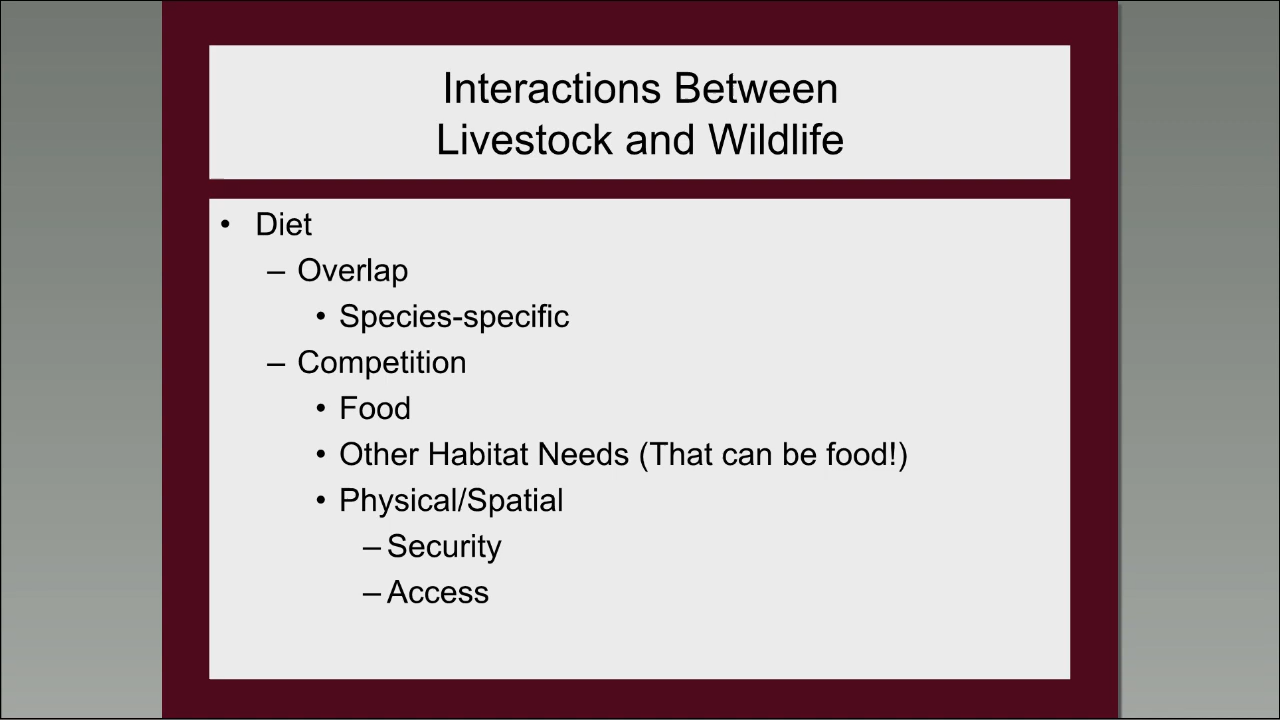 Interactions Between
Livestock and Wildlife
• Diet
– Overlap
• Species-specific
– Competition
• Food
• Other Habitat Needs (That can be food!)
• Physical/Spatial
– Security
– Access